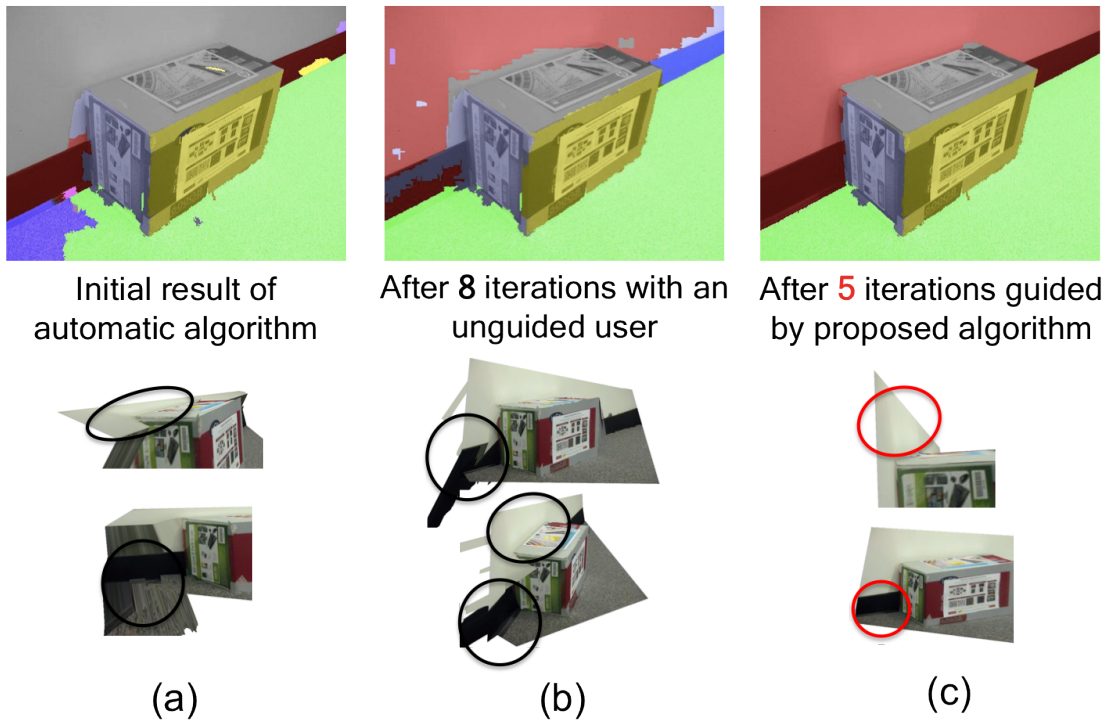 Initial result of
automatic algorithm
After 8 iterations with an
unguided user
After 5 iterations guided
by proposed algorithm
(a)
(b)
(c)